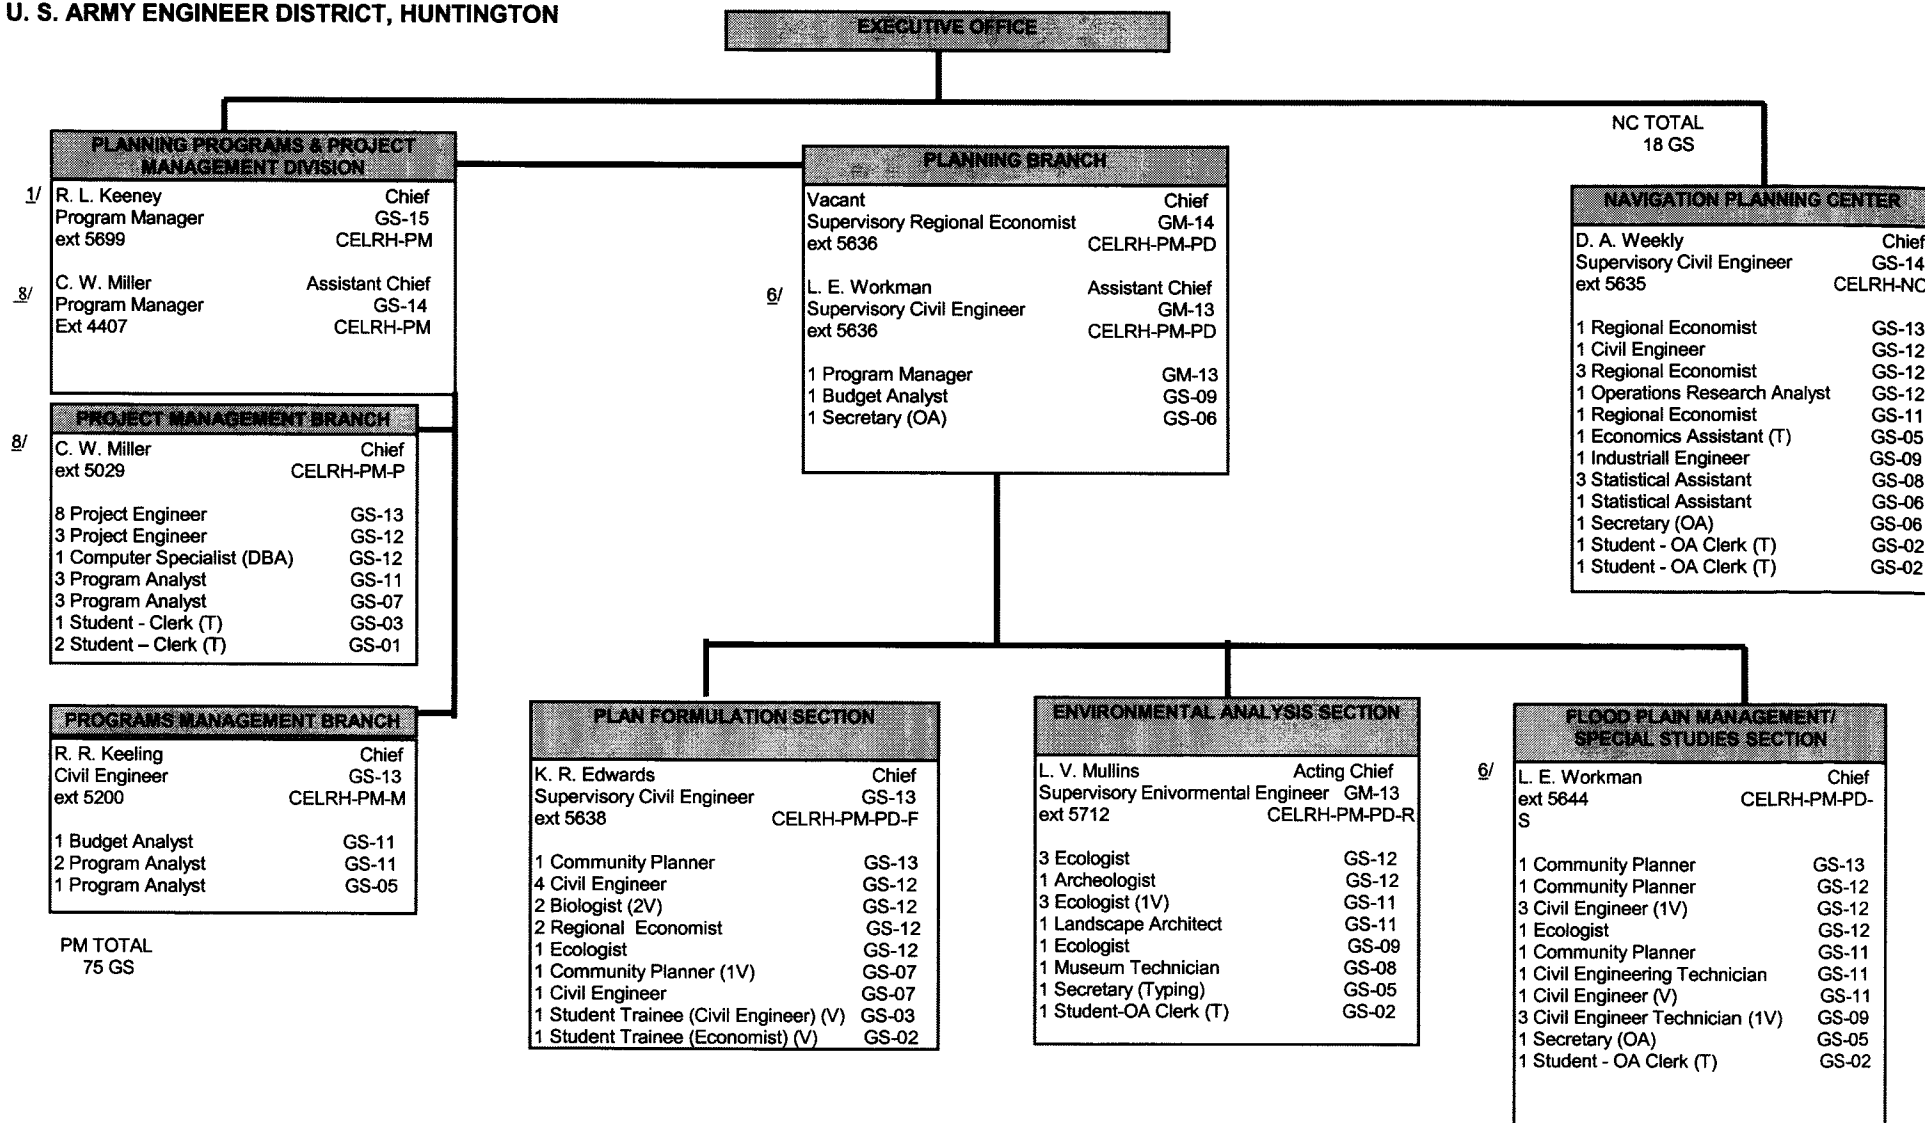 U. S. ARMY ENGINEER DISTRICT, HUNTINGTON
EXECUTIVE OFFICE
PLANNING PROGRAMS & PROJECT
MANAGEMENT DIVISION
1/ R. L. Keeney Chief
Program Manager GS-15
ext 5699 CELRH-PM
8/ C. W. Miller Assistant Chief
Program Manager GS-14
Ext 4407 CELRH-PM
PROJECT MANAGEMENT BRANCH
8/ C. W. Miller Chief
ext 5029 CELRH-PM-P
8 Project Engineer GS-13
3 Project Engineer GS-12
1 Computer Specialist (DBA) GS-12
3 Program Analyst GS-11
3 Program Analyst GS-07
1 Student - Clerk (T) GS-03
2 Student – Clerk (T) GS-01
PROGRAMS MANAGEMENT BRANCH
R. R. Keeling Chief
Civil Engineer GS-13
ext 5200 CELRH-PM-M
1 Budget Analyst GS-11
2 Program Analyst GS-11
1 Program Analyst GS-05
PM TOTAL
75 GS
PLANNING BRANCH
Vacant Chief
Supervisory Regional Economist GM-14
ext 5636 CELRH-PM-PD
6/ L. E. Workman Assistant Chief
Supervisory Civil Engineer GM-13
ext 5636 CELRH-PM-PD
1 Program Manager GM-13
1 Budget Analyst GS-09
1 Secretary (OA) GS-06
NC TOTAL
18 GS
NAVIGATION PLANNING CENTER
D. A. Weekly Chief
Supervisory Civil Engineer GS-14
ext 5635 CELRH-NC
1 Regional Economist GS-13
1 Civil Engineer GS-12
3 Regional Economist GS-12
1 Operations Research Analyst GS-12
1 Regional Economist GS-11
1 Economics Assistant (T) GS-05
1 Industriall Engineer GS-09
3 Statistical Assistant GS-08
1 Statistical Assistant GS-06
1 Secretary (OA) GS-06
1 Student - OA Clerk (T) GS-02
1 Student - OA Clerk (T) GS-02
PLAN FORMULATION SECTION
K. R. Edwards Chief
Supervisory Civil Engineer GS-13
ext 5638 CELRH-PM-PD-F
1 Community Planner GS-13
4 Civil Engineer GS-12
2 Biologist (2V) GS-12
2 Regional Economist GS-12
1 Ecologist GS-12
1 Community Planner (1V) GS-07
1 Civil Engineer GS-07
1 Student Trainee (Civil Engineer) (V) GS-03
1 Student Trainee (Economist) (V) GS-02
ENVIRONMENTAL ANALYSIS SECTION
L. V. Mullins Acting Chief
Supervisory Enivormental Engineer GM-13
ext 5712 CELRH-PM-PD-R
3 Ecologist GS-12
1 Archeologist GS-12
3 Ecologist (1V) GS-11
1 Landscape Architect GS-11
1 Ecologist GS-09
1 Museum Technician GS-08
1 Secretary (Typing) GS-05
1 Student-OA Clerk (T) GS-02
FLOOD PLAIN MANAGEMENT/
SPECIAL STUDIES SECTION
6/ L. E. Workman Chief
ext 5644 CELRH-PM-PD-
S
1 Community Planner GS-13
1 Community Planner GS-12
3 Civil Engineer (1V) GS-12
1 Ecologist GS-12
1 Community Planner GS-11
1 Civil Engineering Technician GS-11
1 Civil Engineer (V) GS-11
3 Civil Engineer Technician (1V) GS-09
1 Secretary (OA) GS-05
1 Student - OA Clerk (T) GS-02